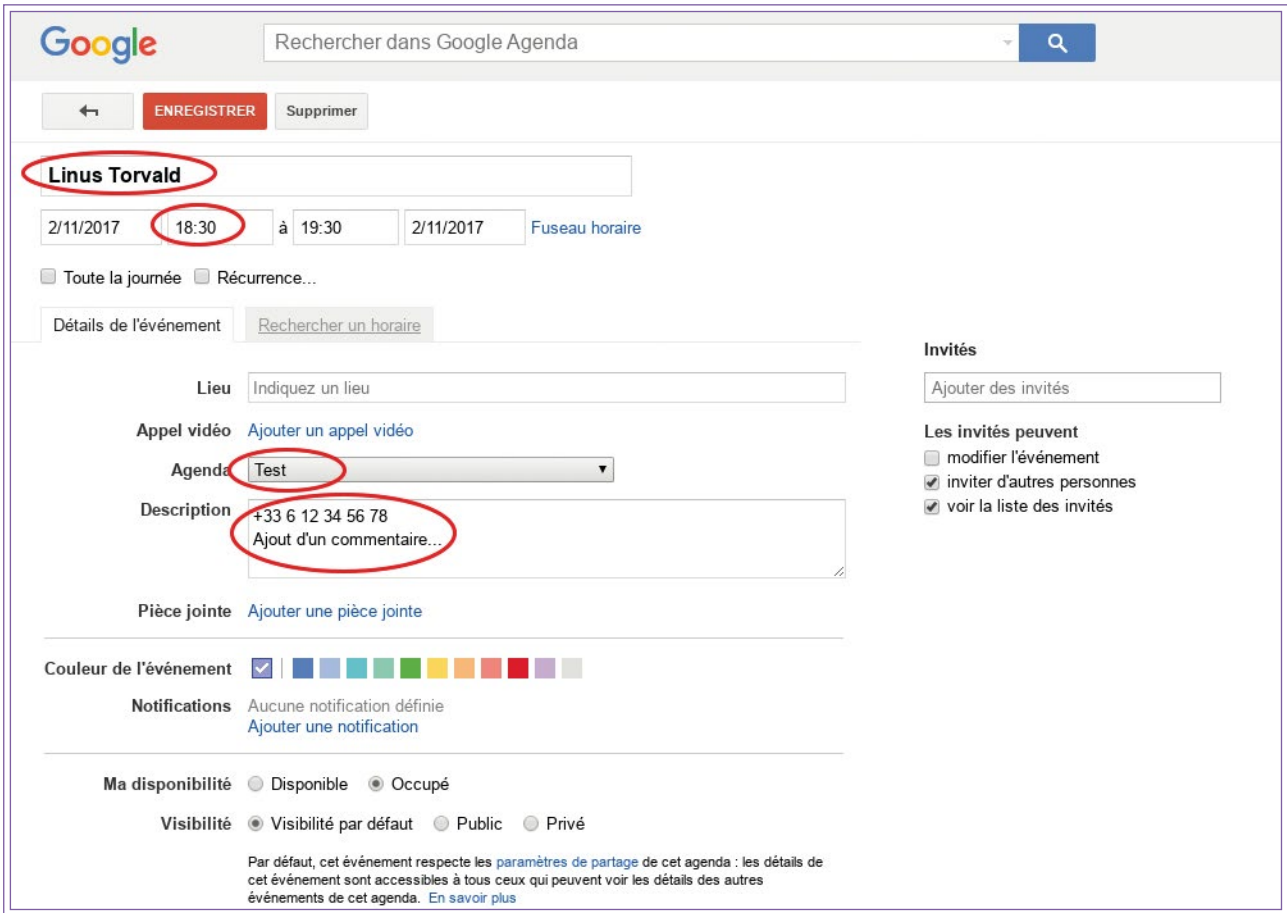 Google Rechercher dans Google Agenda
ENREGISTRER Supprimer
Linus Torvald
2/11/2017 18:30 à 19:30 2/11/2017 Fuseau horaire
Toute la journée Récurrence...
Détails de l'événement Rechercher un horaire
Invités
Lieu Indiquez un lieu
Ajouter des invités
Appel vidéo Ajouter un appel vidéo
Les invités peuvent
modifier l'événement
Agenda Test
inviter d'autres personnes
voir la liste des invités
Description +33 6 12 34 56 78
Ajout d'un commentaire...
Pièce jointe Ajouter une pièce jointe
Couleur de l'événement
Notifications Aucune notification définie
Ajouter une notification
Ma disponibilité Disponible Occupé
Visibilité Visibilité par défaut Public Privé
Par défaut, cet événement respecte les paramètres de partage de cet agenda : les détails de
cet événement sont accessibles à tous ceux qui peuvent voir les détails des autres
événements de cet agenda. En savoir plus